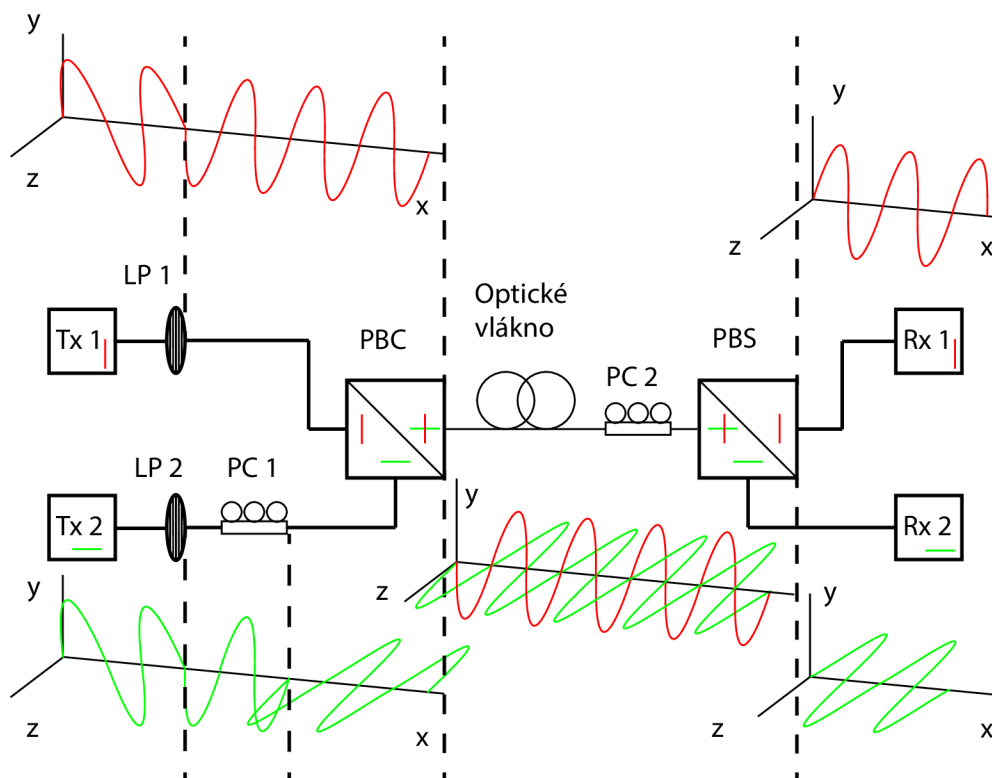 y
z
x
y
z
x
LP 1
Optické
vlákno
Tx 1
PBC
PC 2
PBS
Rx 1
LP 2
PC 1
Tx 2
y
Rx 2
y
z
y
z
x
z
x